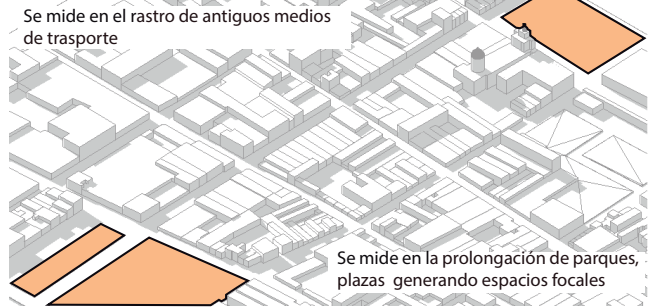 Se mide en el rastro de antiguos medios
de trasporte
Se mide en la prolongación de parques,
plazas generando espacios focales